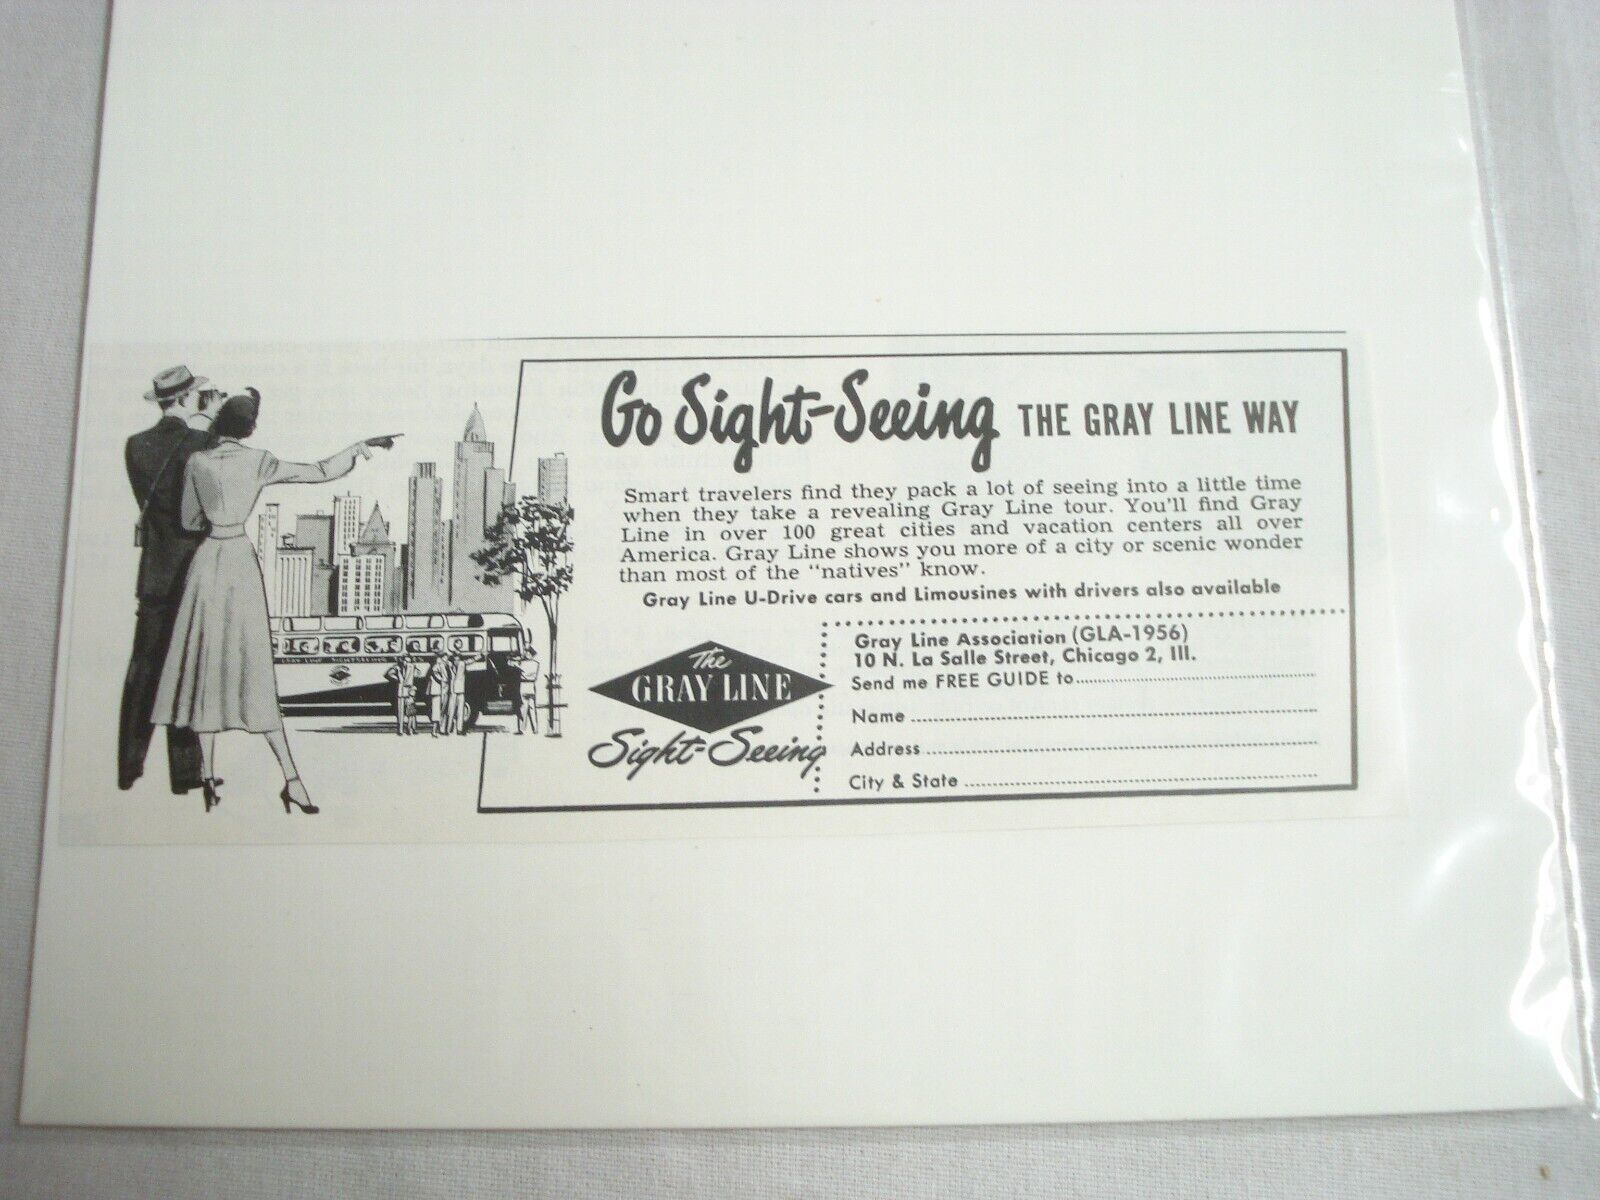 Go Sight-Seeing THE GRAY LINE WAY
Smart travelers find they pack a lot of seeing into a little time
when they take a revealing Gray Line tour. You'll find Gray
Line in over 100 great cities and vacation centers all over
America. Gray Line shows you more of a city or scenic wonder
than most of the "natives" know.
Gray Line U-Drive cars and Limousines with drivers also available
GRAY LINE SIGHTSEEING
The
GRAY LINE
Sight-Seeing
Gray Line Association (GLA-1956)
10 N. La Salle Street, Chicago 2, Ill.
Send me FREE GUIDE to
Name
Address
City & State